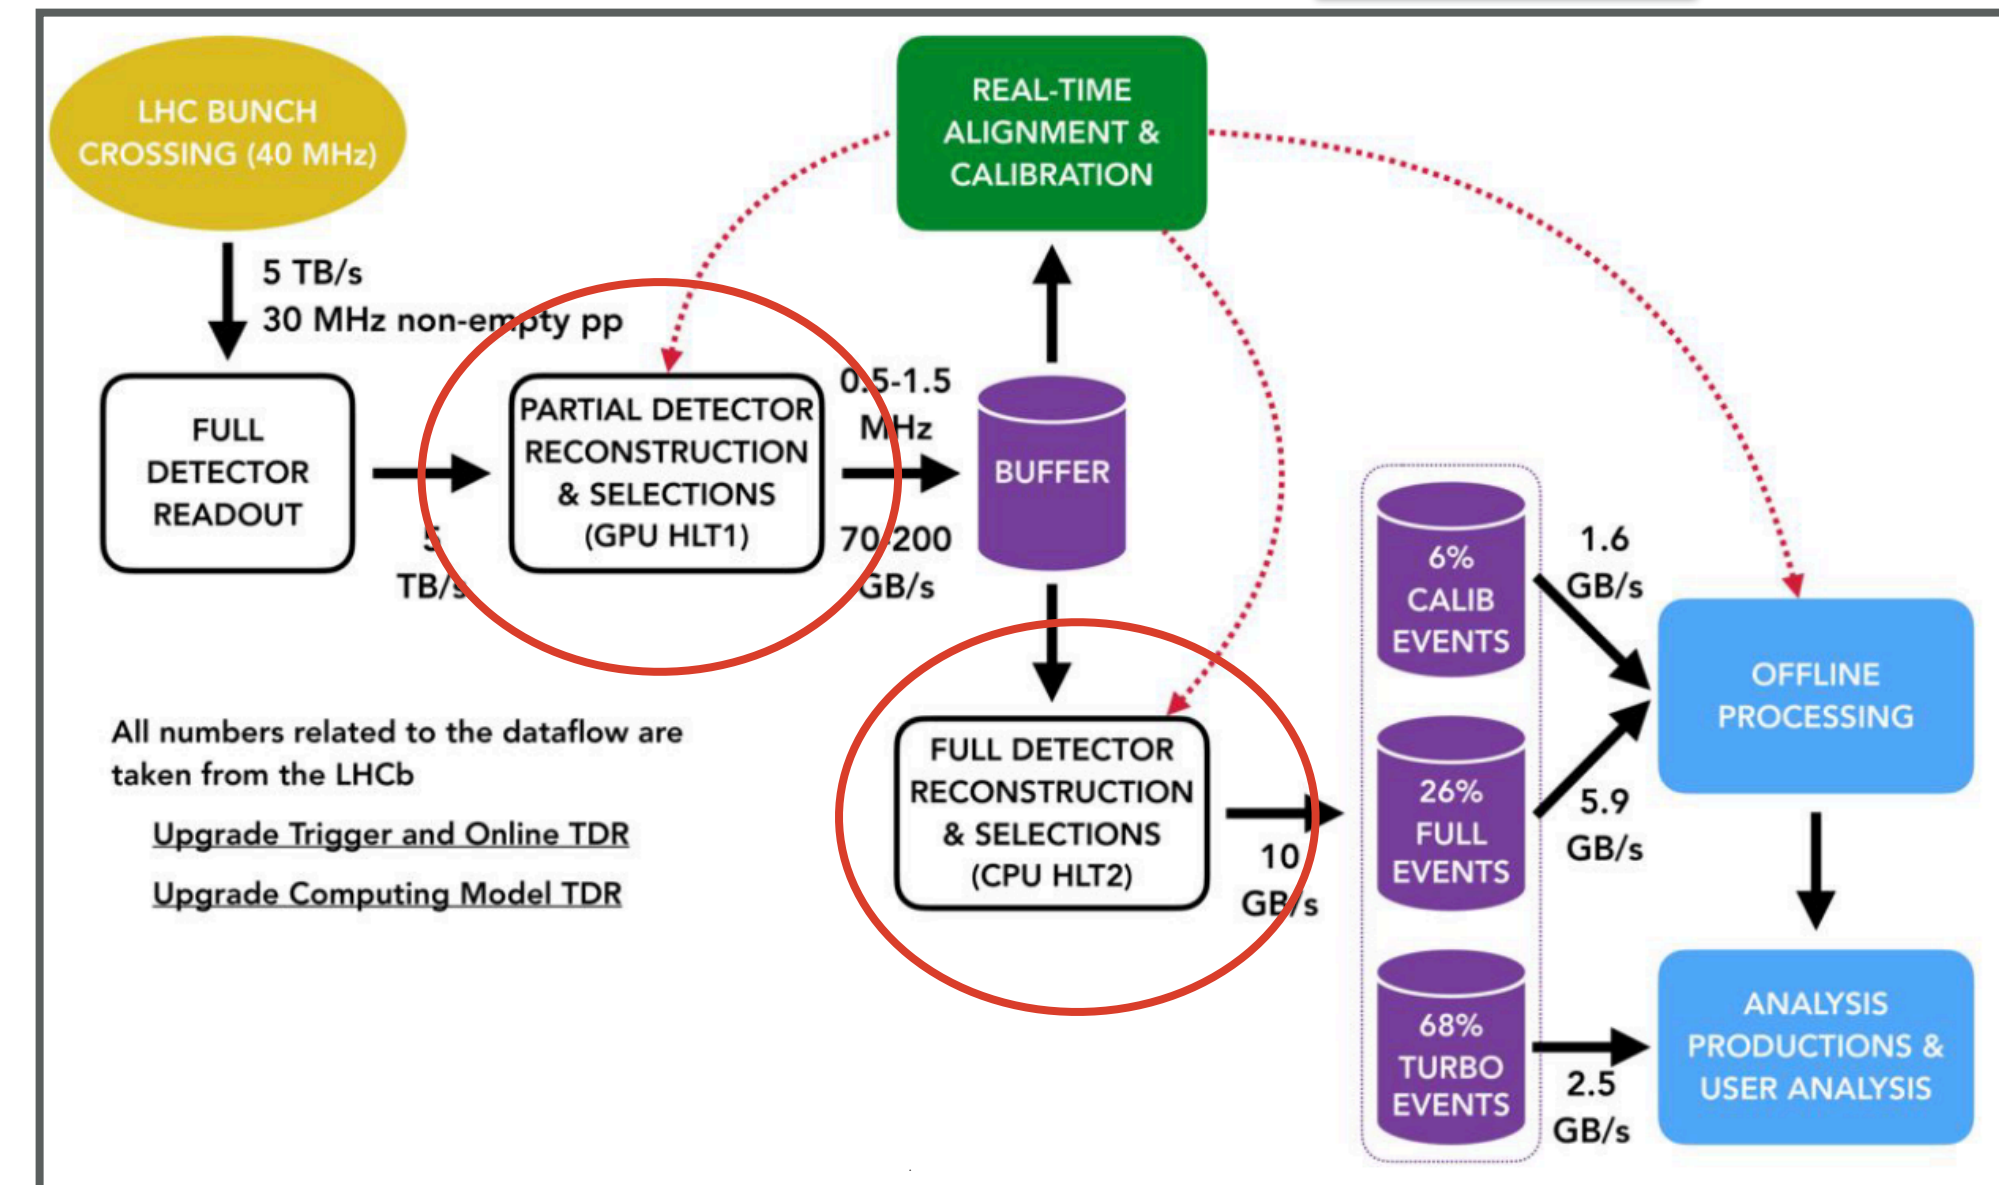 LHC BUNCH
CROSSING (40 MHz)
5 TB/s
30 MHz non-empty pp
FULL
DETECTOR
READOUT
5
TB/s
PARTIAL DETECTOR
RECONSTRUCTION
& SELECTIONS
(GPU HLT1)
0.5-1.5
MHz
70-200
GB/s
REAL-TIME
ALIGNMENT &
CALIBRATION
BUFFER
FULL DETECTOR
RECONSTRUCTION
& SELECTIONS
(CPU HLT2)
10
GB/s
6%
CALIB
EVENTS
26%
FULL
EVENTS
68%
TURBO
EVENTS
1.6
GB/s
5.9
GB/s
2.5
GB/s
OFFLINE
PROCESSING
ANALYSIS
PRODUCTIONS &
USER ANALYSIS
All numbers related to the dataflow are
taken from the LHCb
Upgrade Trigger and Online TDR
Upgrade Computing Model TDR